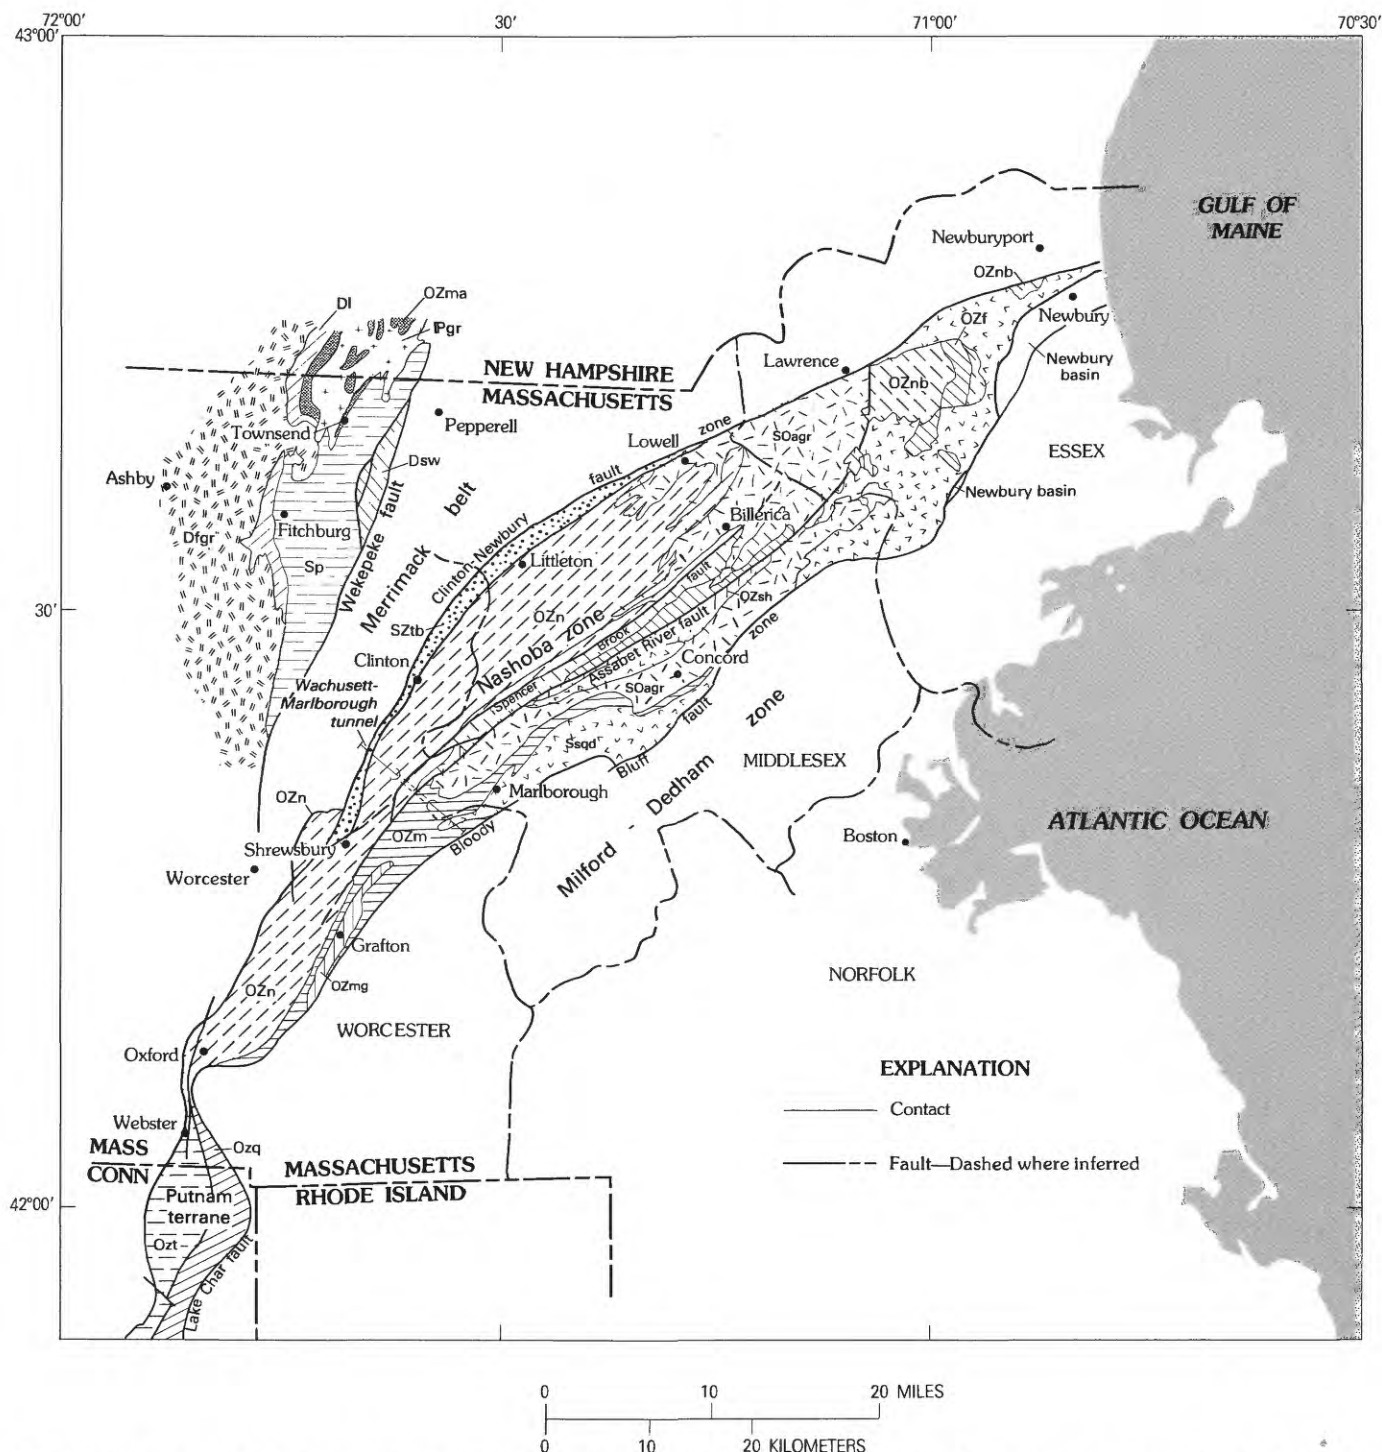 72°00'
30'
71°00'
70°30'
43°00'
GULF OF
MAINE
Newburyport
OZnb
Newbury
OZma
Dl
ℙgr
OZf
Newbury
basin
NEW HAMPSHIRE
MASSACHUSETTS
Lawrence
OZnb
Pepperell
Townsend
Lowell
zone
SOagr
ESSEX
Dsw
fault
Ashby
Newbury basin
belt
Billerica
Fitchburg
fault
Clinton-Newbury
Dfgr
Littleton
Sp
Merrimack
Wekepeke
fault
OZsh
30'
OZn
zone
SZtb
Brook
Assabet River fault
zone
Clinton
Nashoba
Concord
Wachusett-
Marlborough
tunnel
Spencer
SOagr
fault
zone
Ssqd
MIDDLESEX
Bluff
Dedham
Marlborough
OZn
ATLANTIC OCEAN
OZm
Bloody
Boston
Shrewsbury
Milford -
Worcester
Grafton
NORFOLK
OZmg
OZn
WORCESTER
Oxford
EXPLANATION
Contact
Webster
Ozq
MASS
CONN
MASSACHUSETTS
RHODE ISLAND
Fault—Dashed where inferred
Putnam
terrane
42°00'
Ozt
Lake Char fault
0 10 20 MILES
0 10 20 KILOMETERS